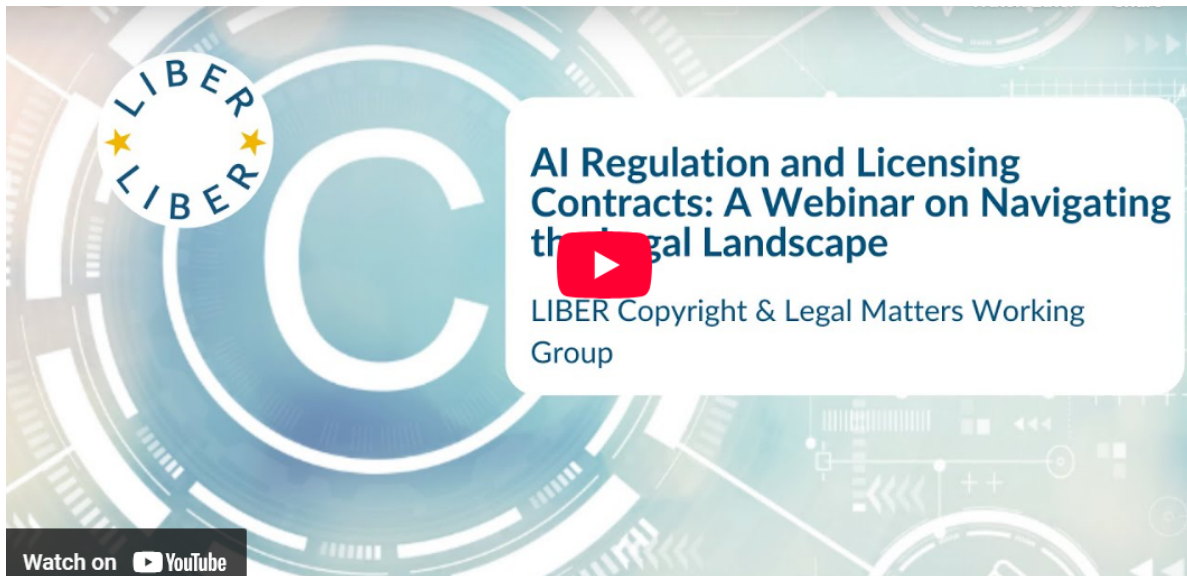 LIBER
LIBER
AI Regulation and Licensing
Contracts: A Webinar on Navigating
Landscape
LIBER Copyright & Legal Matters Working
Group
Watch on YouTube